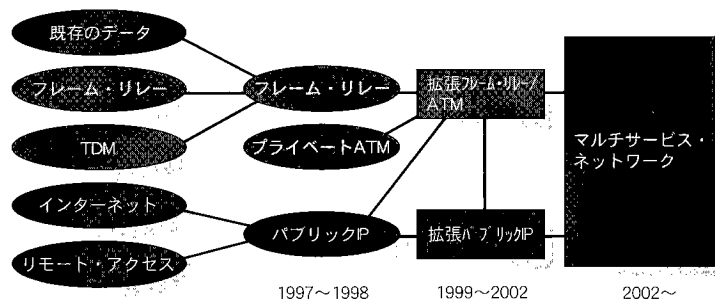 既存のデータ
フレーム・リレー
TDM
インターネット
リモート・アクセス
フレーム・リレー
プライベートATM
パブリックIP
拡張フレーム・リレー/
ATM
拡張パブリックIP
マルチサービス・
ネットワーク
1997～1998
1999～2002
2002～